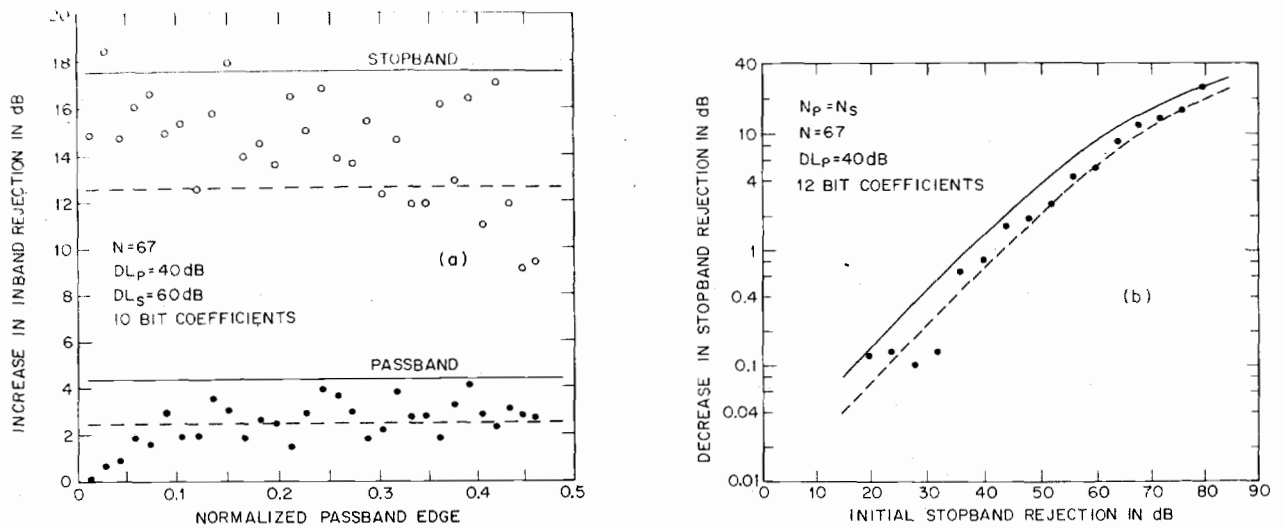 INCREASE IN INBAND REJECTION IN dB
20
18
16
14
12
10
8
6
4
2
0
STOPBAND
N=67
DLP=40dB
DLS=60dB
10 BIT COEFFICIENTS
(a)
PASSBAND
0 0.1 0.2 0.3 0.4 0.5
NORMALIZED PASSBAND EDGE
DECREASE IN STOPBAND REJECTION IN dB
40
10
4
1
0.4
0.1
0.04
0.01
NP=NS
N=67
DLP=40dB
12 BIT COEFFICIENTS
(b)
0 10 20 30 40 50 60 70 80 90
INITIAL STOPBAND REJECTION IN dB